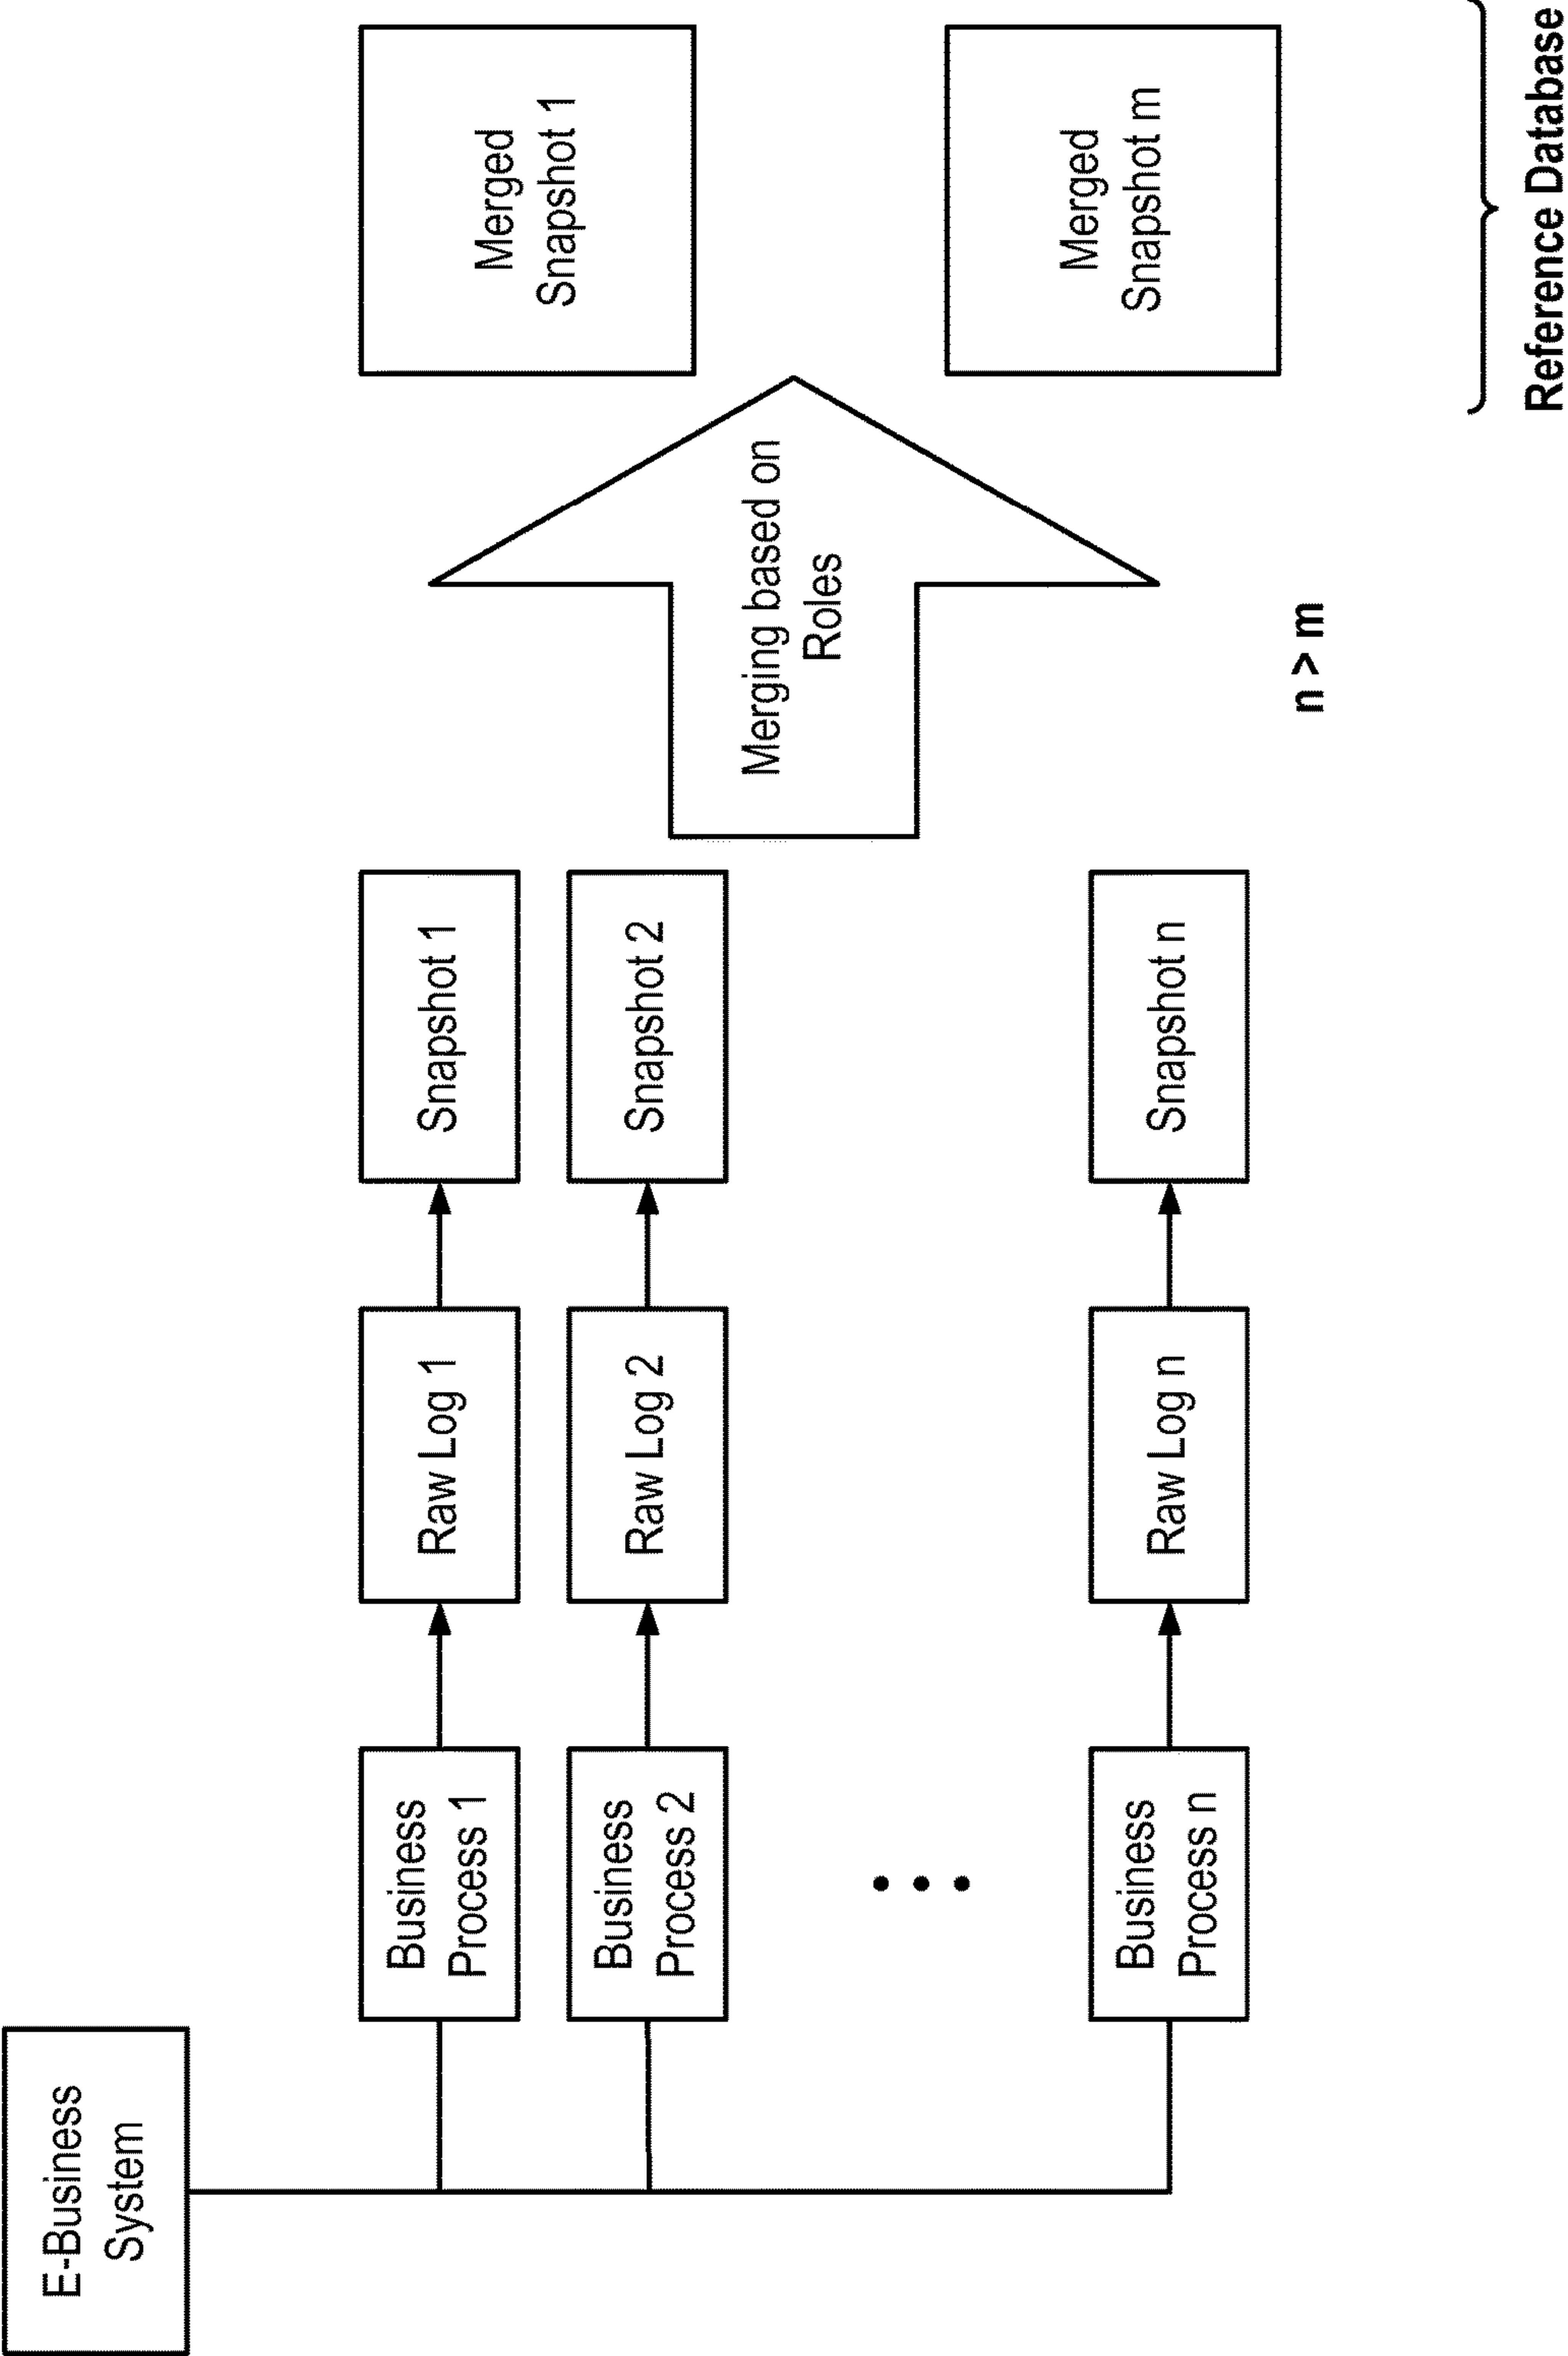 E-Business
System
Business
Process 1
Raw Log 1
Snapshot 1
Business
Process 2
Raw Log 2
Snapshot 2
Business
Process n
Raw Log n
Snapshot n
Merging based on
Roles
n > m
Merged
Snapshot 1
Merged
Snapshot m
Reference Database